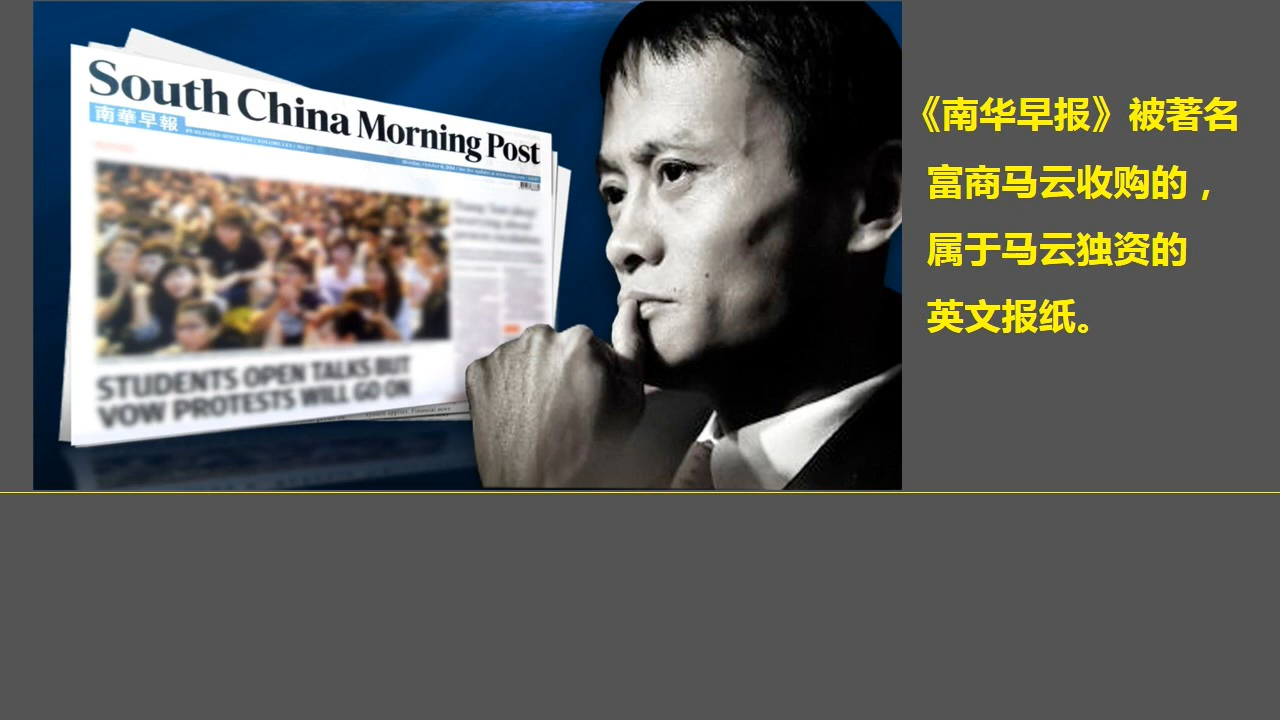 South China Morning Post
南華早報
STUDENTS OPEN TALKS BUT
VOW PROTESTS WILL GO ON
《南华早报》被著名
富商马云收购的，
属于马云独资的
英文报纸。